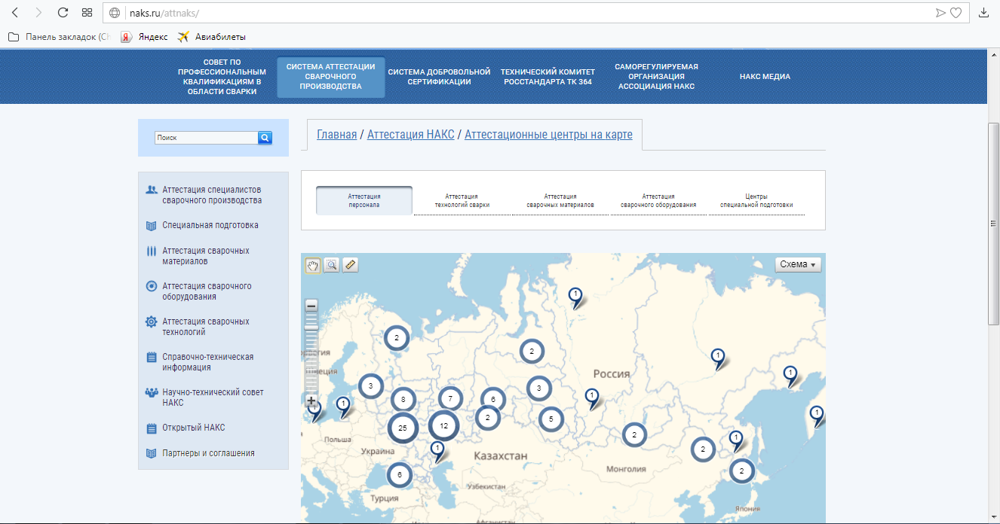 naks.ru/attnaks/
Панель закладок (Ch
Яндекс
Авиабилеты
СОВЕТ ПО
ПРОФЕССИОНАЛЬНЫМ
КВАЛИФИКАЦИЯМ В
ОБЛАСТИ СВАРКИ
СИСТЕМА АТТЕСТАЦИИ
СВАРОЧНОГО
ПРОИЗВОДСТВА
СИСТЕМА ДОБРОВОЛЬНОЙ
СЕРТИФИКАЦИИ
ТЕХНИЧЕСКИЙ КОМИТЕТ
РОССТАНДАРТА ТК 364
САМОРЕГУЛИРУЕМАЯ
ОРГАНИЗАЦИЯ
АССОЦИАЦИЯ НАКС
НАКС МЕДИА
Поиск
Главная / Аттестация НАКС / Аттестационные центры на карте
Аттестация специалистов
сварочного производства
Специальная подготовка
Аттестация сварочных
материалов
Аттестация сварочного
оборудования
Аттестация сварочных
технологий
Справочно-техническая
информация
Научно-технический совет
НАКС
Открытый НАКС
Партнеры и соглашения
Аттестация
персонала
Аттестация
технологий сварки
Аттестация
сварочных материалов
Аттестация
сварочного оборудования
Центры
специальной подготовки
Схема
1
2
2
1
Россия
1
3
3
1
8
7
6
1
1
1
2
5
25
12
2
1
2
Польша
Украина
1
Казахстан
Монголия
6
2
Узбекистан
Турция
Япония
Афганистан